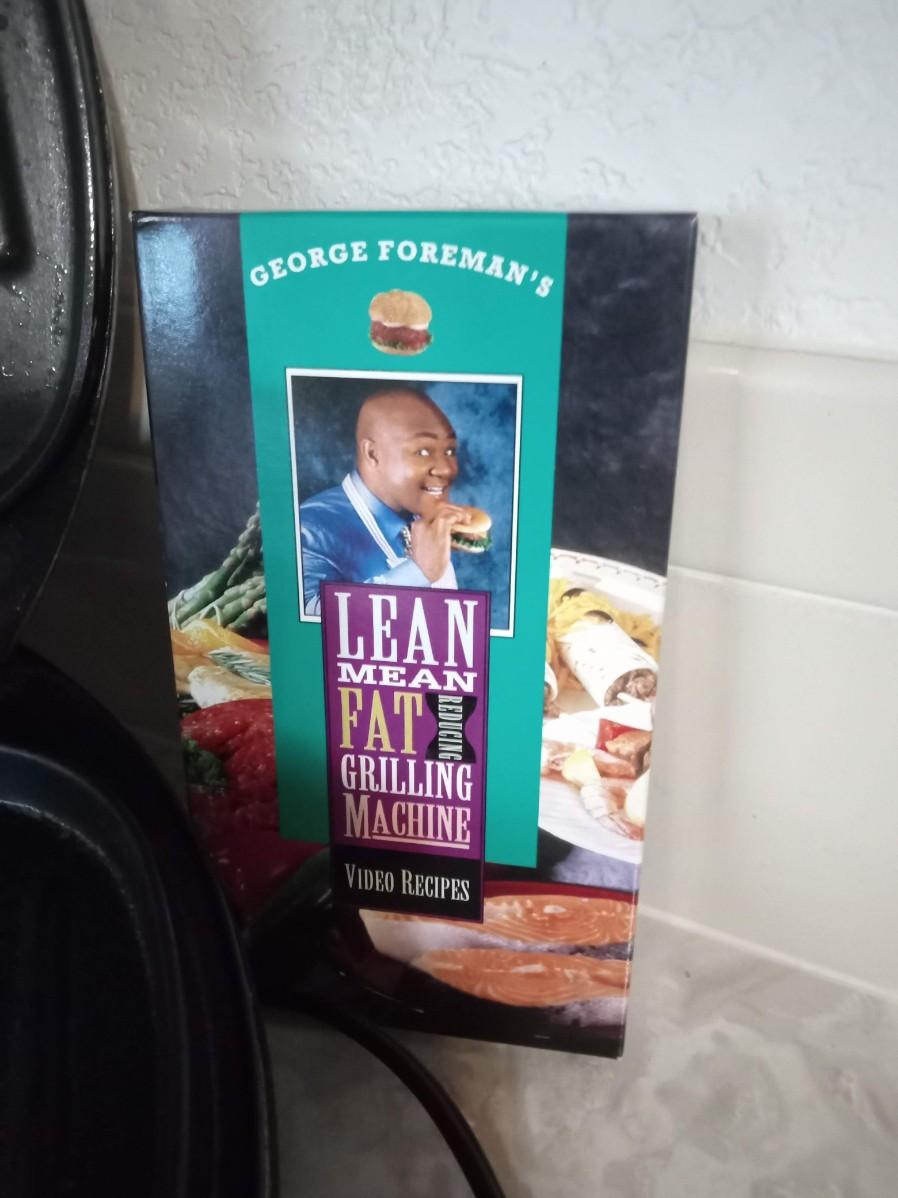 GEORGE FOREMAN'S
LEAN
MEAN
FAT REDUCING
GRILLING
MACHINE
VIDEO RECIPES